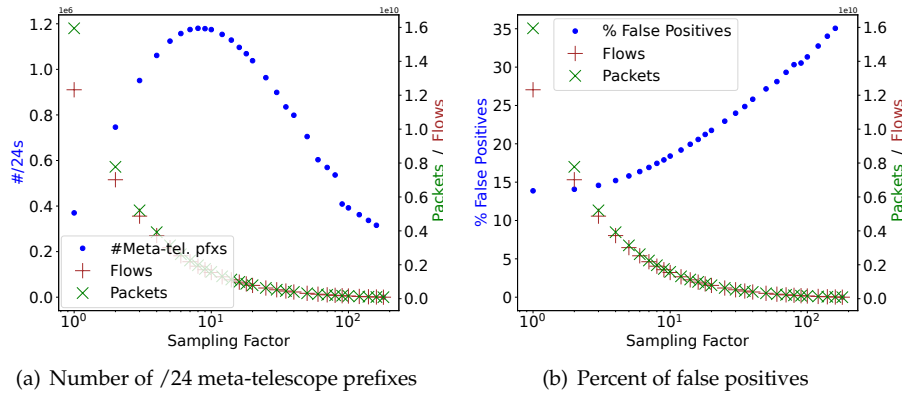 1e6
1e10
1.2
1.0
0.8
0.6
0.4
0.2
0.0
#/24s
1.6
1.4
1.2
1.0
0.8
0.6
0.4
0.2
0.0
Packets / Flows
#Meta-tel. pfxs
Flows
Packets
10^0
10^1
10^2
Sampling Factor
(a) Number of /24 meta-telescope prefixes
1e10
35
30
25
20
15
10
5
0
% False Positives
1.6
1.4
1.2
1.0
0.8
0.6
0.4
0.2
0.0
Packets / Flows
% False Positives
Flows
Packets
10^0
10^1
10^2
Sampling Factor
(b) Percent of false positives